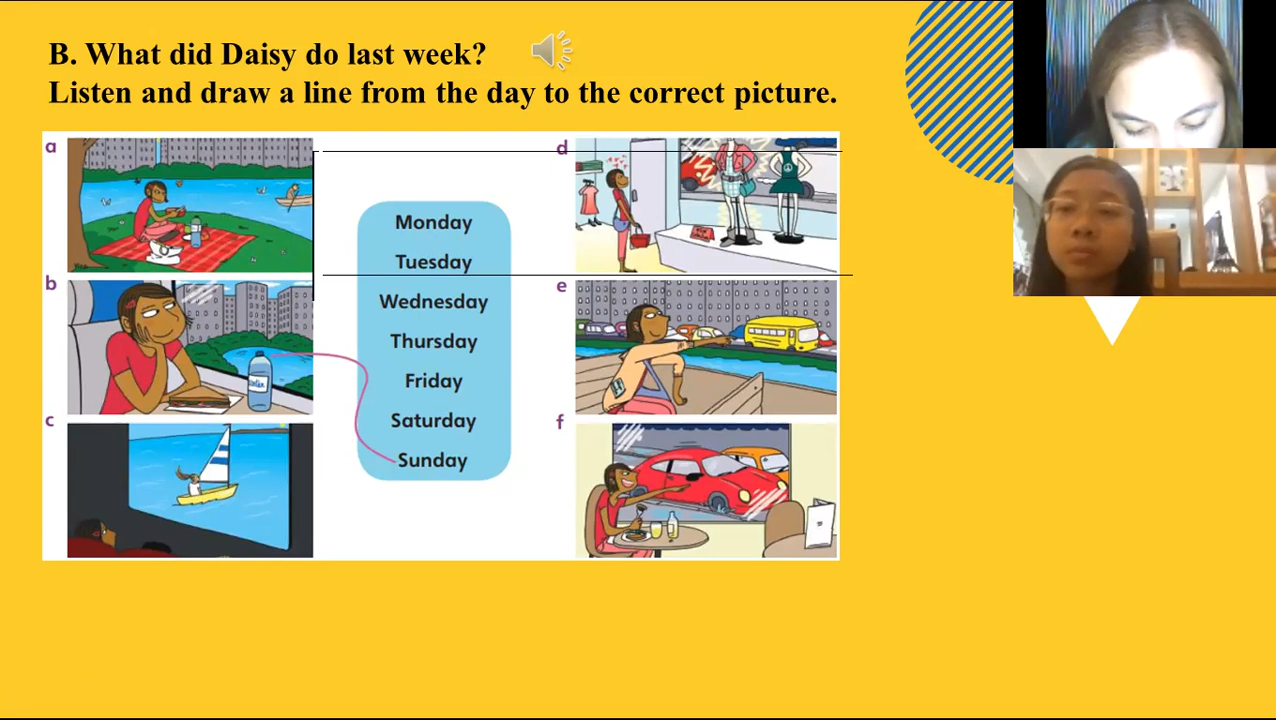 B. What did Daisy do last week?
Listen and draw a line from the day to the correct picture.
a
d
Monday
Tuesday
b
e
Wednesday
Thursday
Friday
c
f
Saturday
Sunday